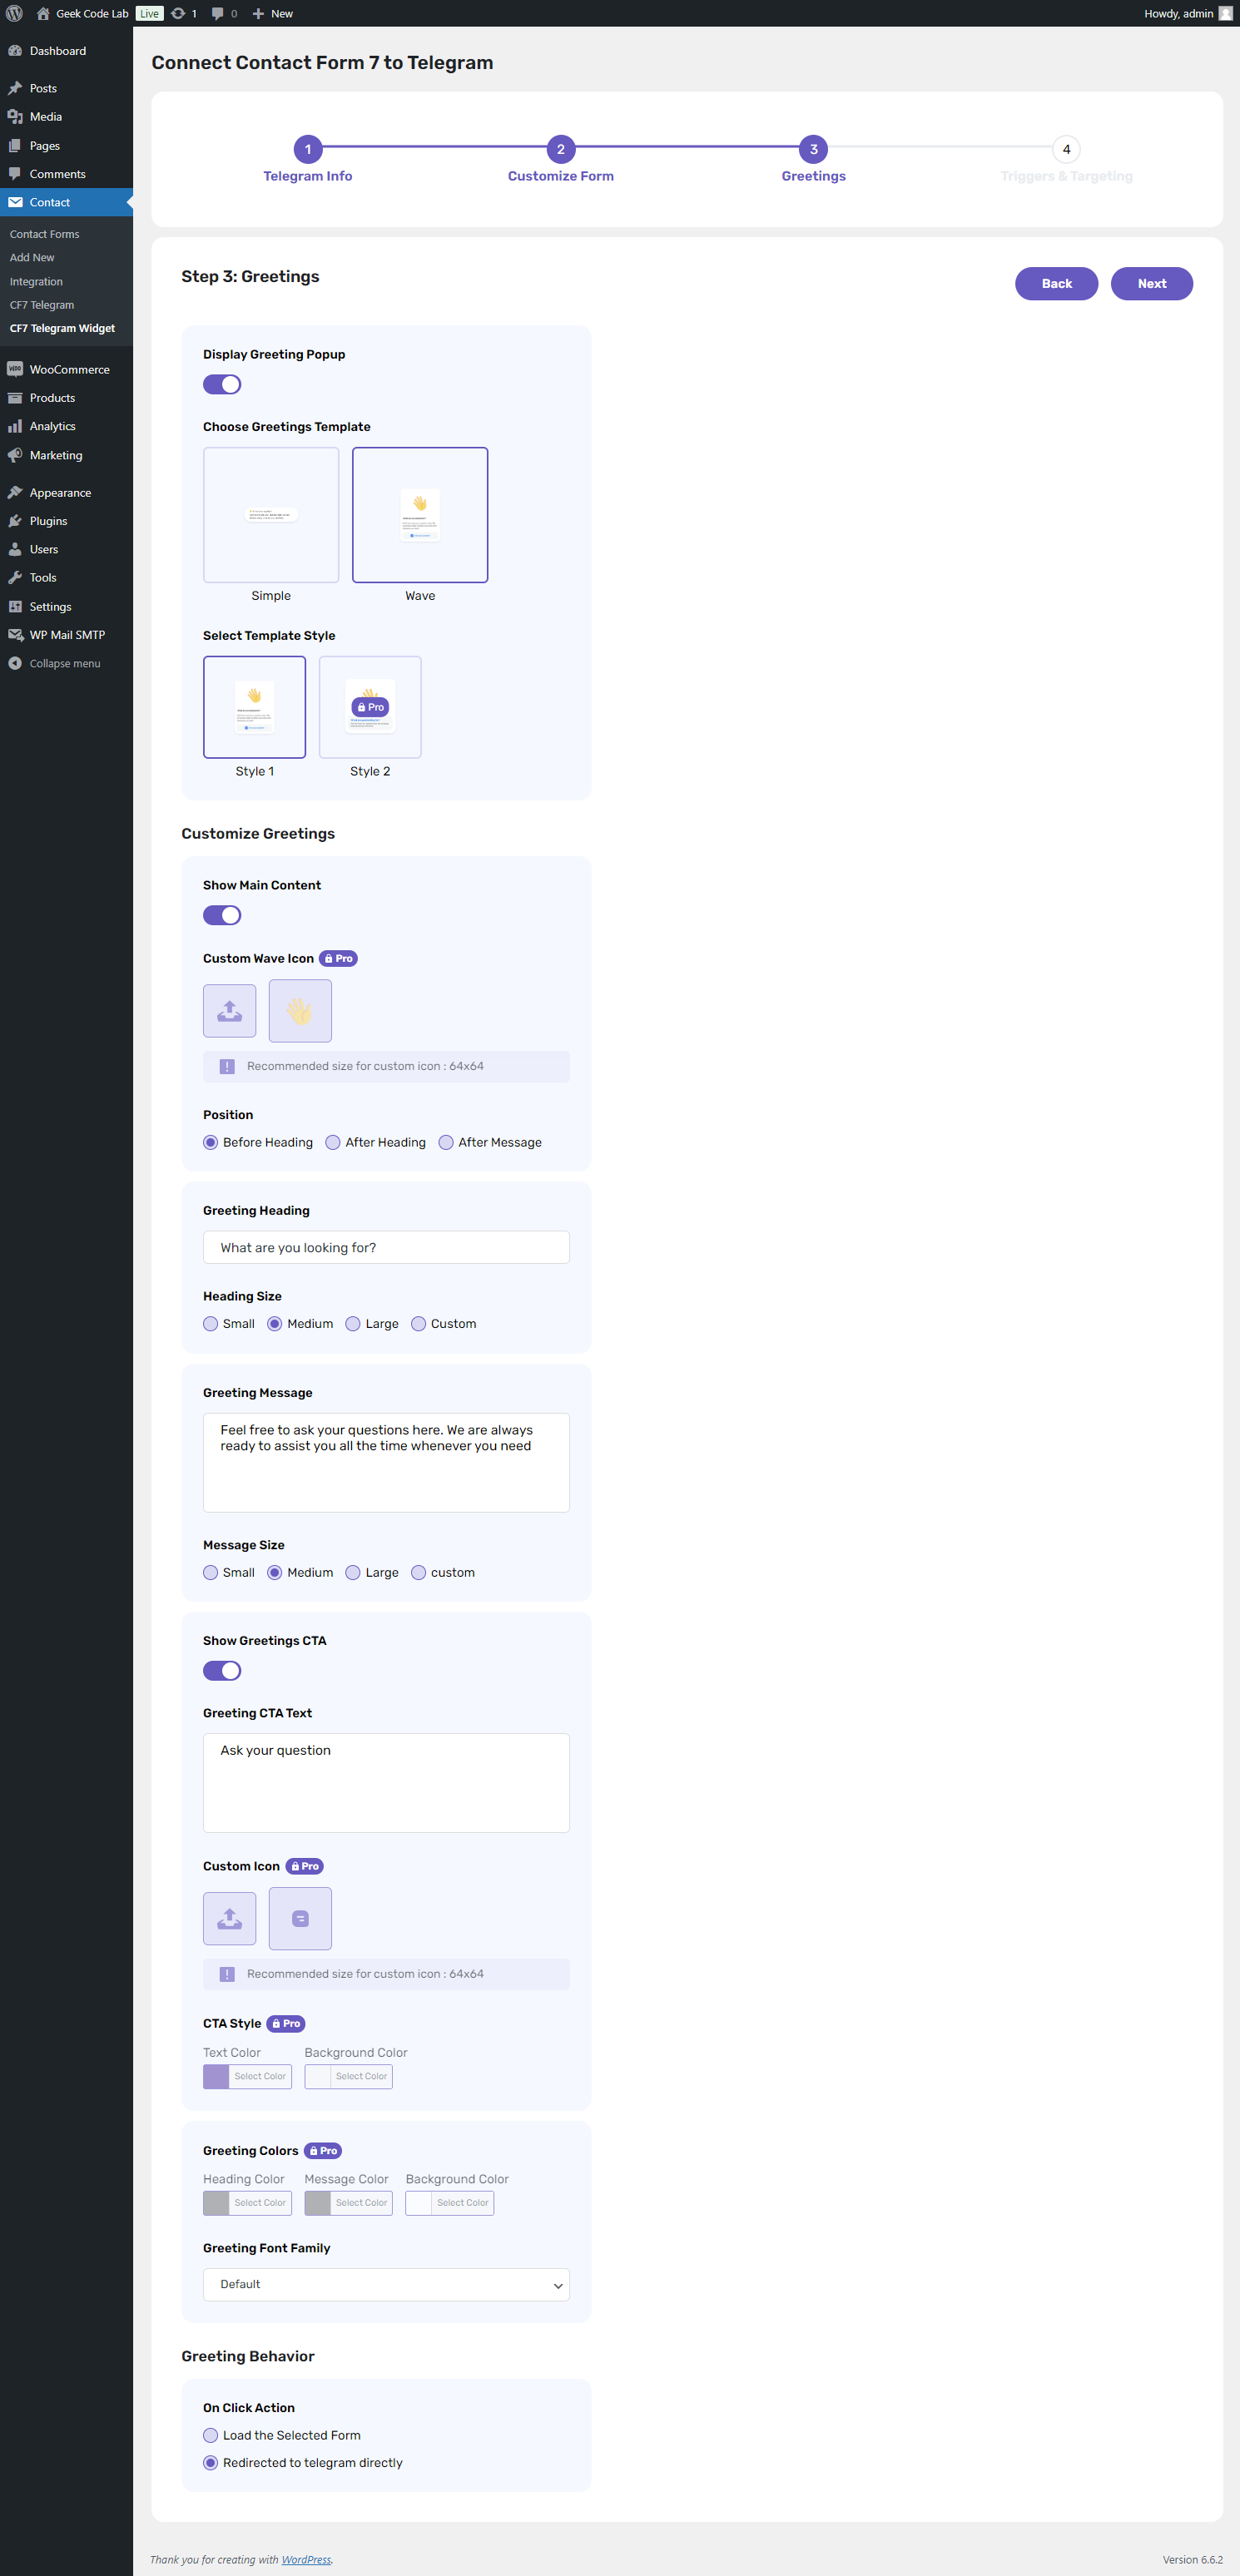 Geek Code Lab Live 1 0 New Howdy, admin
Dashboard
Posts
Media
Pages
Comments
Contact
Contact Forms
Add New
Integration
CF7 Telegram
CF7 Telegram Widget
WooCommerce
Products
Analytics
Marketing
Appearance
Plugins
Users
Tools
Settings
WP Mail SMTP
Collapse menu
Connect Contact Form 7 to Telegram
1 2 3 4
Telegram Info Customize Form Greetings Triggers & Targeting
Step 3: Greetings
Back Next
Display Greeting Popup
Choose Greetings Template
Simple Wave
Select Template Style
Pro
Style 1 Style 2
Customize Greetings
Show Main Content
Custom Wave Icon Pro
Recommended size for custom icon : 64x64
Position
Before Heading After Heading After Message
Greeting Heading
What are you looking for?
Heading Size
Small Medium Large Custom
Greeting Message
Feel free to ask your questions here. We are always
ready to assist you all the time whenever you need
Message Size
Small Medium Large custom
Show Greetings CTA
Greeting CTA Text
Ask your question
Custom Icon Pro
Recommended size for custom icon : 64x64
CTA Style Pro
Text Color Background Color
Select Color Select Color
Greeting Colors Pro
Heading Color Message Color Background Color
Select Color Select Color Select Color
Greeting Font Family
Default
Greeting Behavior
On Click Action
Load the Selected Form
Redirected to telegram directly
Thank you for creating with WordPress.
Version 6.6.2